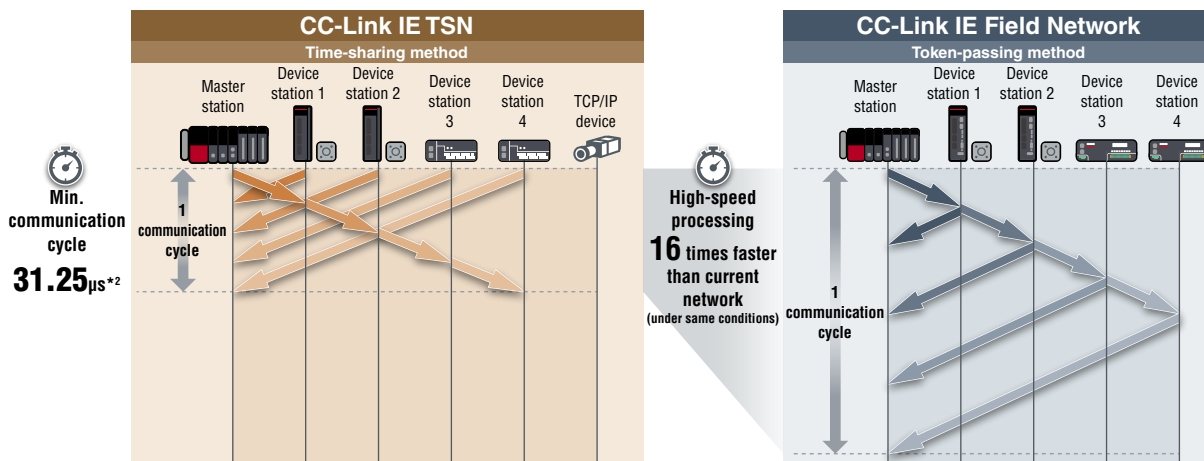 Min.
communication
cycle
31.25μs*2
CC-Link IE TSN
Time-sharing method
Master
station
Device
station 1
Device
station 2
Device
station
3
Device
station
4
TCP/IP
device
1
communication
cycle
High-speed
processing
16 times faster
than current
network
(under same conditions)
CC-Link IE Field Network
Token-passing method
Master
station
Device
station 1
Device
station 2
Device
station
3
Device
station
4
1
communication
cycle